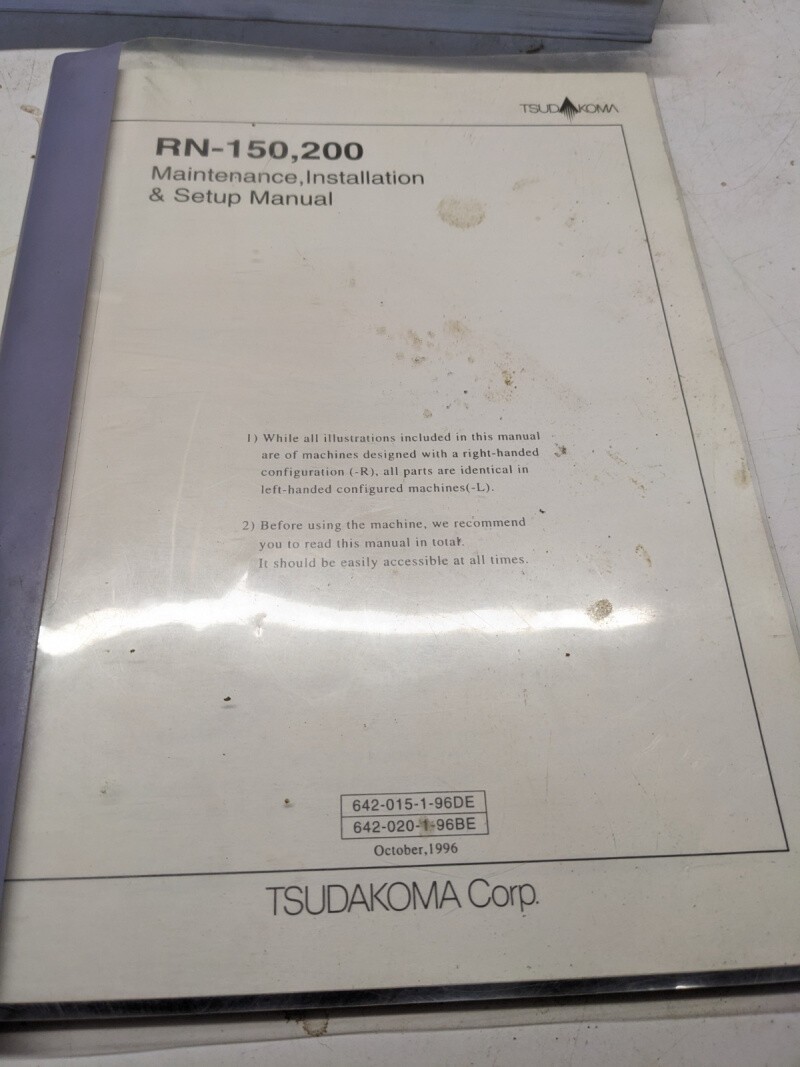 TSUDAKOMA
RN-150,200
Maintenance,Installation
& Setup Manual
1) While all illustrations included in this manual
are of machines designed with a right-handed
configuration (-R), all parts are identical in
left-handed configured machines(-L).
2) Before using the machine, we recommend
you to read this manual in total.
It should be easily accessible at all times.
642-015-1-96DE
642-020-1-96BE
October,1996
TSUDAKOMA Corp.